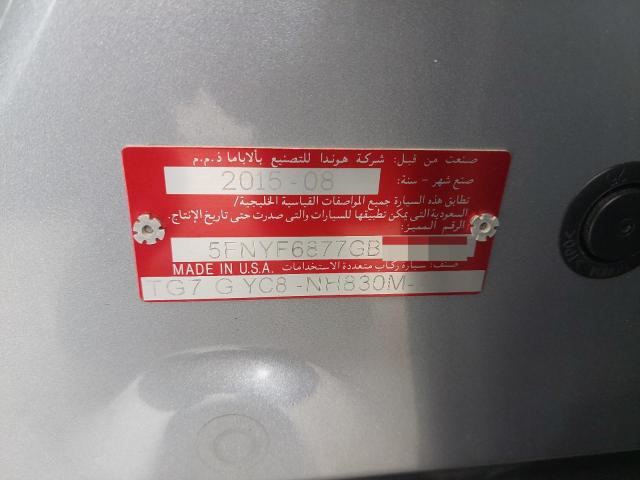 صنعت من قبل: شركة هوندا للتصنيع بألاباما ذ.م.م
صنع شهر - سنة: 2015-08
تطابق هذه السيارة جميع المواصفات القياسية الخليجية/
السعودية التي يمكن تطبيقها للسيارات والتي صدرت حتى تاريخ الإنتاج.
الرقم المميز:
5FNYF6877GB
صنف: سيارة ركاب متعددة الاستخدامات MADE IN U.S.A.
TG7 G YC8 -NH830M-